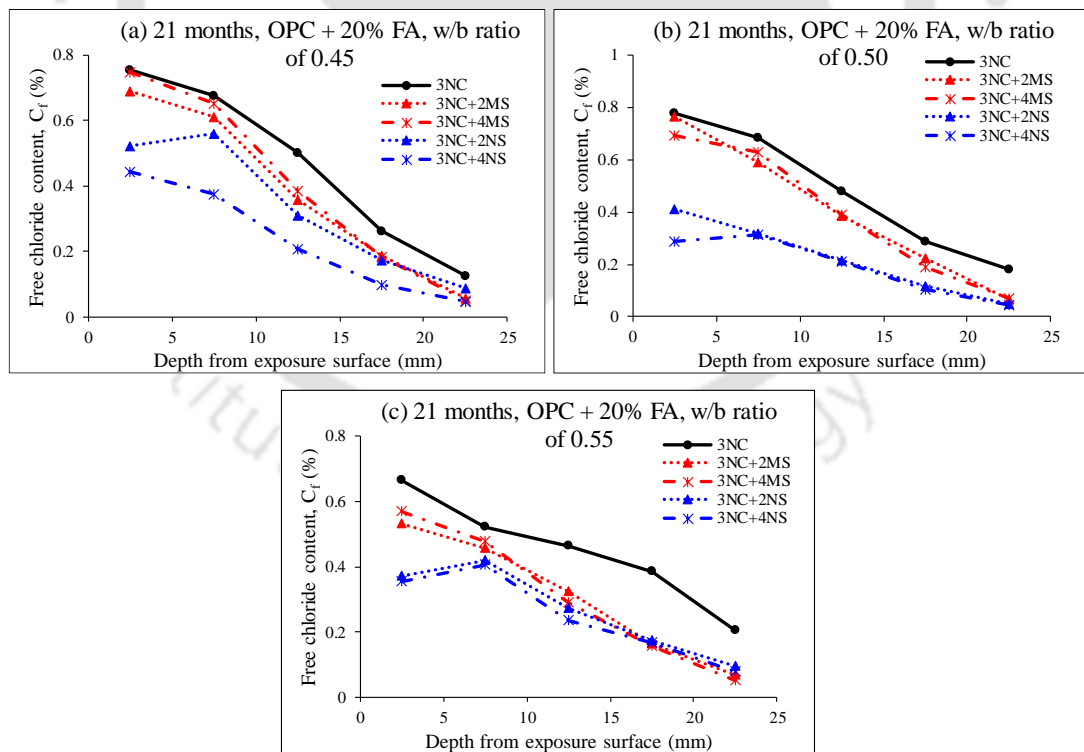 (a) 21 months, OPC + 20% FA, w/b ratio
of 0.45
3NC
3NC+2MS
3NC+4MS
3NC+2NS
3NC+4NS
0.8
0.6
0.4
0.2
0
0 5 10 15 20 25
Free chloride content, Cf (%)
Depth from exposure surface (mm)
(b) 21 months, OPC + 20% FA, w/b ratio
of 0.50
3NC
3NC+2MS
3NC+4MS
3NC+2NS
3NC+4NS
1
0.8
0.6
0.4
0.2
0
0 5 10 15 20 25
Free chloride content, Cf (%)
Depth from exposure surface (mm)
(c) 21 months, OPC + 20% FA, w/b ratio
of 0.55
3NC
3NC+2MS
3NC+4MS
3NC+2NS
3NC+4NS
0.8
0.6
0.4
0.2
0
0 5 10 15 20 25
Free chloride content, Cf (%)
Depth from exposure surface (mm)